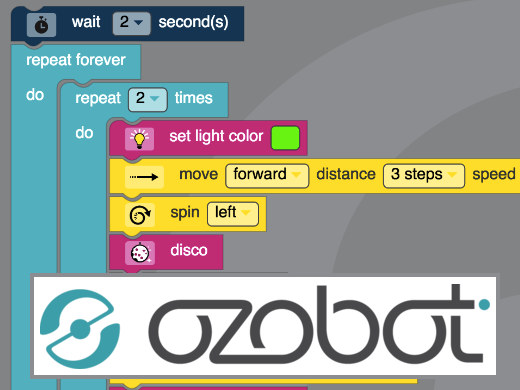 wait 2 second(s)
repeat forever
do repeat 2 times
do set light color
move forward distance 3 steps speed
spin left
disco
ozobot